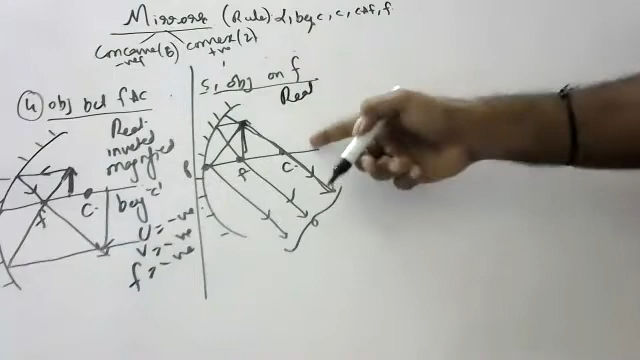 Mirrors (Rule) α, bey c, c, c&f, f
concave(6) convex(2)
-ve +ve
4 obj bet f&C
Real
inverted
magnified
bey 'c'
u = -ve
v = -ve
f = -ve
f
C
5, obj on f
Real
P
f
C